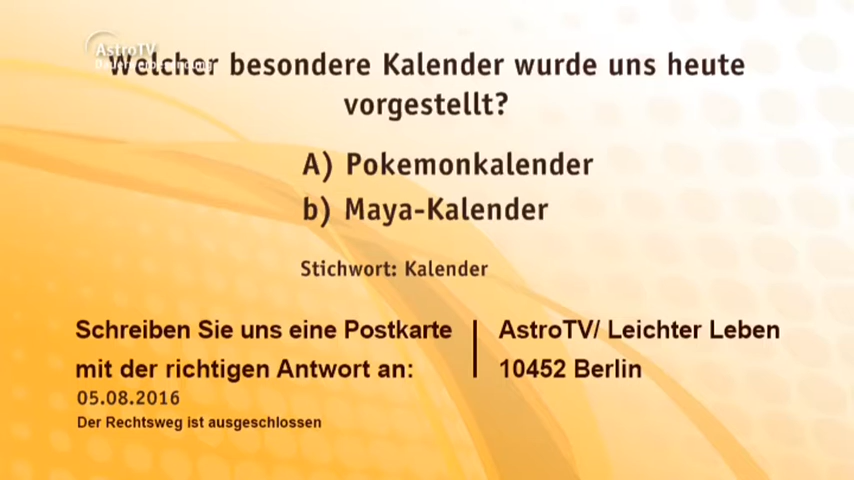 AstroTV
Dauerwerbesendung
Welcher besondere Kalender wurde uns heute
vorgestellt?
A) Pokemonkalender
b) Maya-Kalender
Stichwort: Kalender
Schreiben Sie uns eine Postkarte
mit der richtigen Antwort an:
AstroTV/ Leichter Leben
10452 Berlin
05.08.2016
Der Rechtsweg ist ausgeschlossen